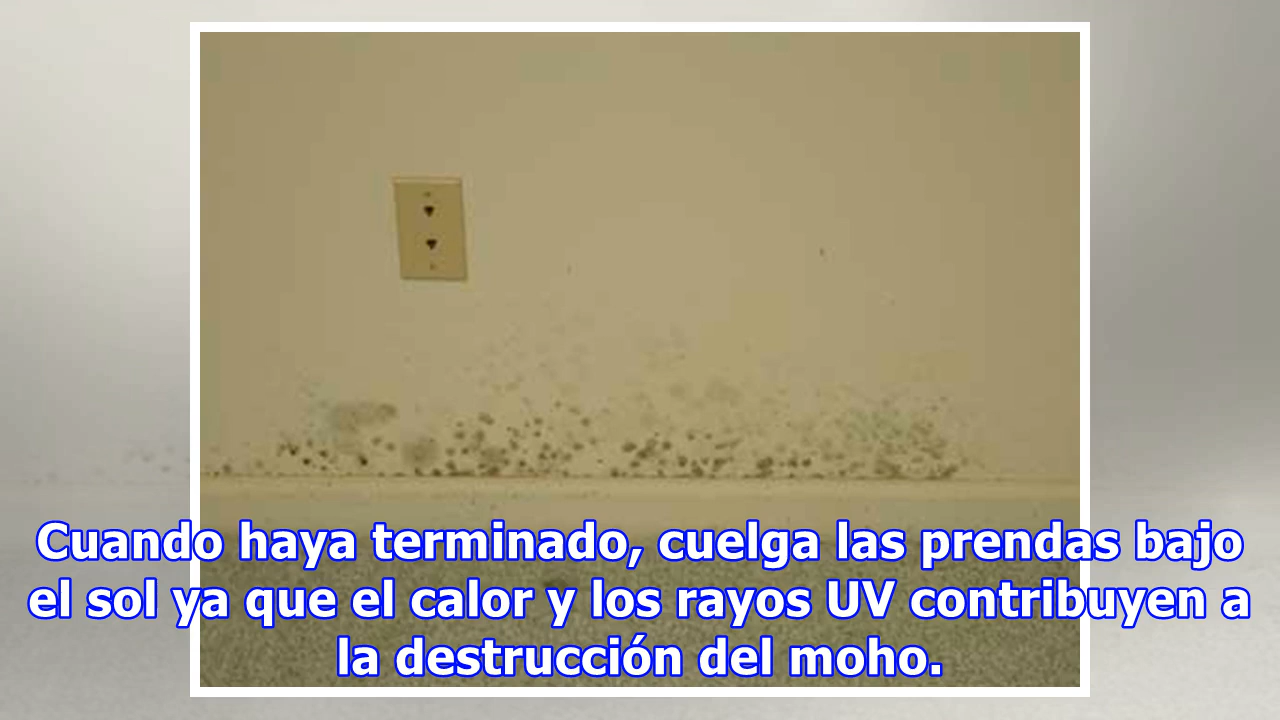 Cuando haya terminado, cuelga las prendas bajo
el sol ya que el calor y los rayos UV contribuyen a
la destrucción del moho.